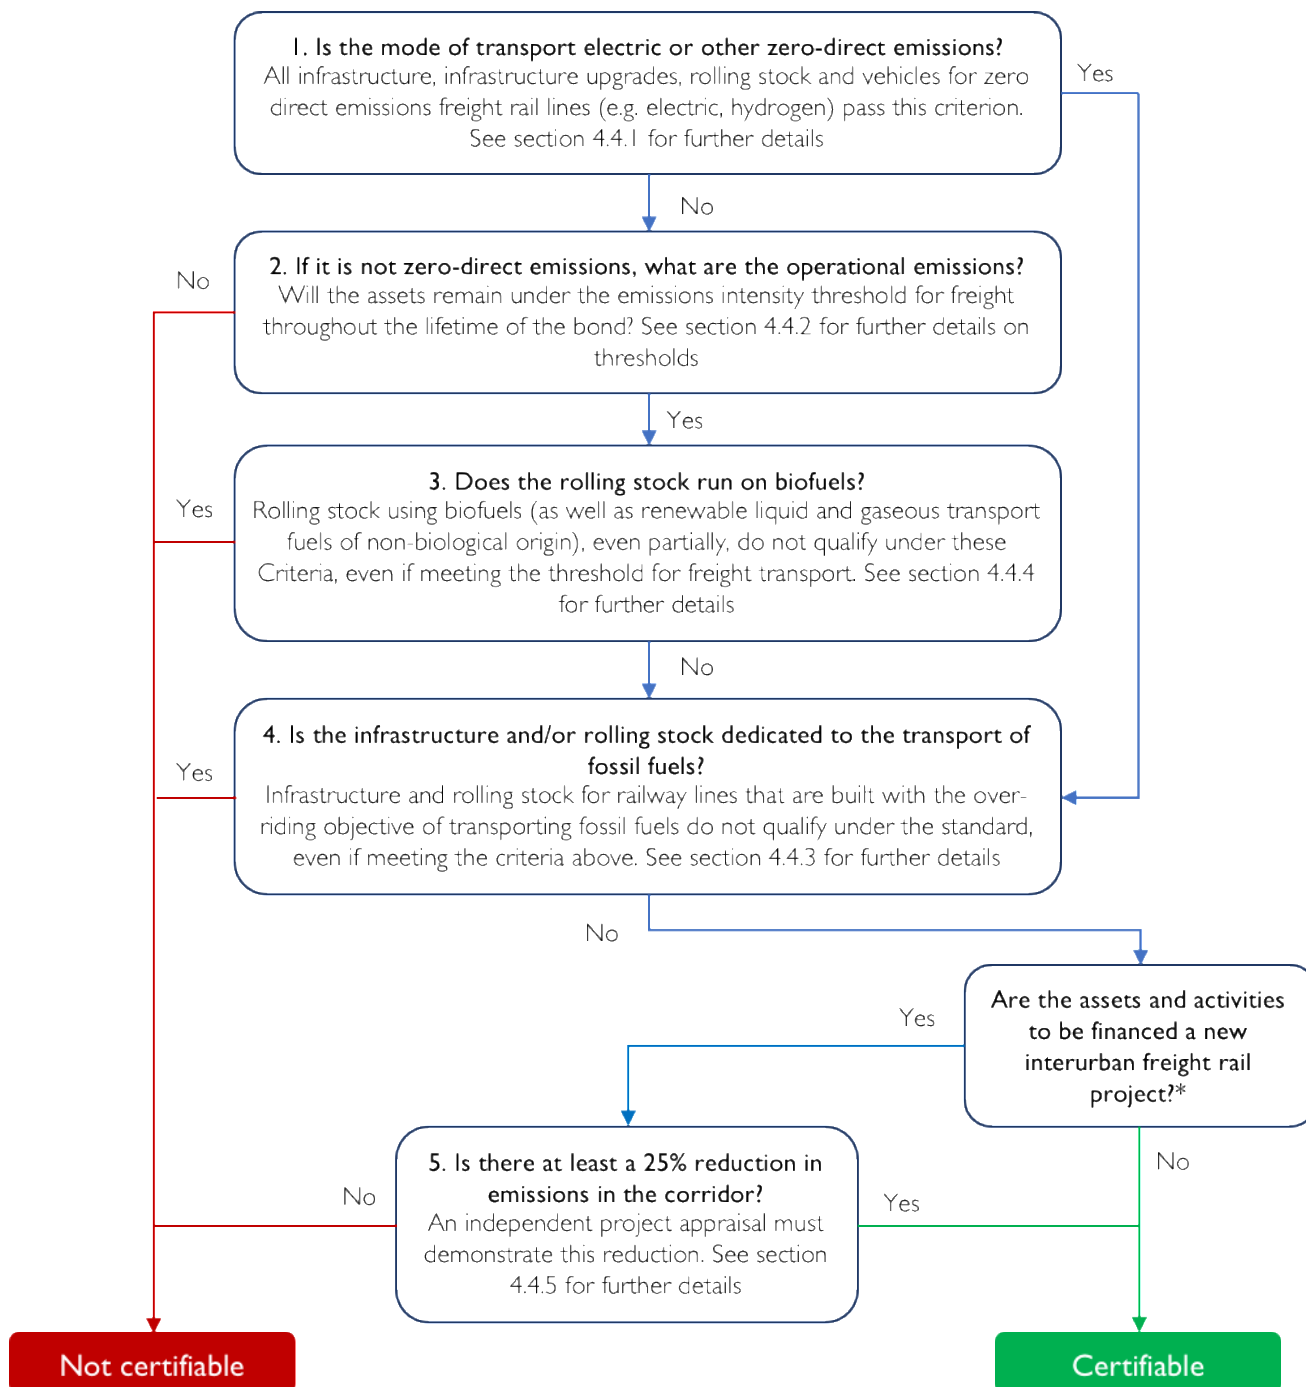 1. Is the mode of transport electric or other zero-direct emissions?
All infrastructure, infrastructure upgrades, rolling stock and vehicles for zero
direct emissions freight rail lines (e.g. electric, hydrogen) pass this criterion.
See section 4.4.1 for further details
Yes
No
2. If it is not zero-direct emissions, what are the operational emissions?
Will the assets remain under the emissions intensity threshold for freight
throughout the lifetime of the bond? See section 4.4.2 for further details on
thresholds
No
Yes
3. Does the rolling stock run on biofuels?
Rolling stock using biofuels (as well as renewable liquid and gaseous transport
fuels of non-biological origin), even partially, do not qualify under these
Criteria, even if meeting the threshold for freight transport. See section 4.4.4
for further details
Yes
No
4. Is the infrastructure and/or rolling stock dedicated to the transport of
fossil fuels?
Infrastructure and rolling stock for railway lines that are built with the over-
riding objective of transporting fossil fuels do not qualify under the standard,
even if meeting the criteria above. See section 4.4.3 for further details
Yes
No
Are the assets and activities
to be financed a new
interurban freight rail
project?*
Yes
No
5. Is there at least a 25% reduction in
emissions in the corridor?
An independent project appraisal must
demonstrate this reduction. See section
4.4.5 for further details
No
Yes
Not certifiable
Certifiable